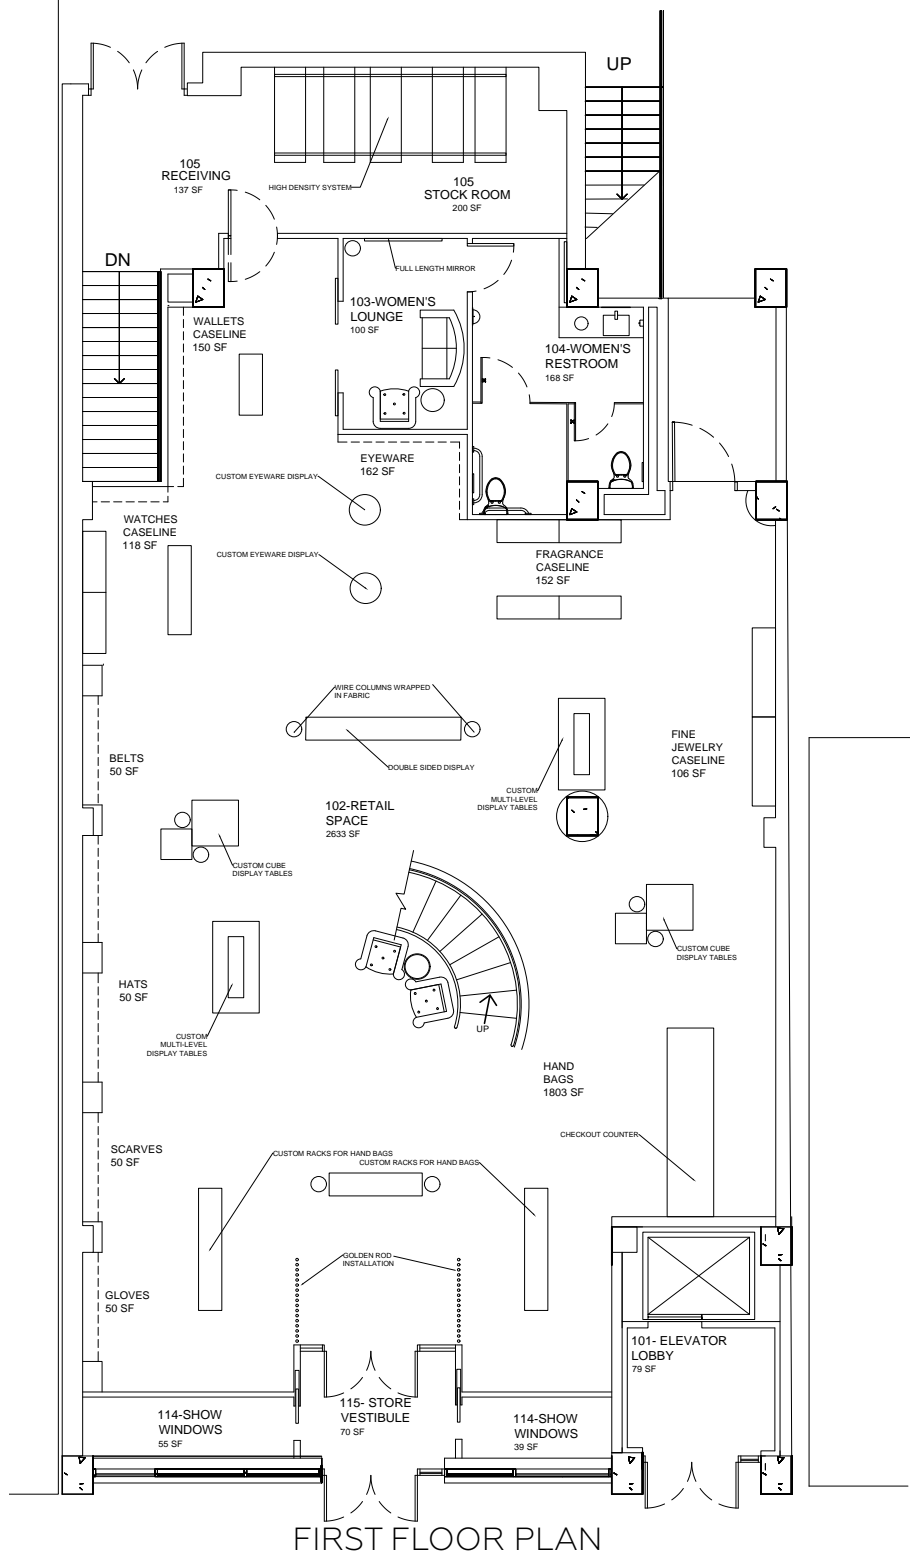 UP
105
RECEIVING
137 SF
HIGH DENSITY SYSTEM
105
STOCK ROOM
200 SF
DN
FULL LENGTH MIRROR
103-WOMEN'S
LOUNGE
100 SF
WALLETS
CASELINE
150 SF
104-WOMEN'S
RESTROOM
168 SF
EYEWARE
162 SF
CUSTOM EYEWARE DISPLAY
WATCHES
CASELINE
118 SF
CUSTOM EYEWARE DISPLAY
FRAGRANCE
CASELINE
152 SF
WIRE COLUMNS WRAPPED
IN FABRIC
DOUBLE SIDED DISPLAY
FINE
JEWELRY
CASELINE
106 SF
BELTS
50 SF
CUSTOM
MULTI-LEVEL
DISPLAY TABLES
102-RETAIL
SPACE
2633 SF
CUSTOM CUBE
DISPLAY TABLES
CUSTOM CUBE
DISPLAY TABLES
HATS
50 SF
CUSTOM
MULTI-LEVEL
DISPLAY TABLES
UP
HAND
BAGS
1803 SF
CHECKOUT COUNTER
SCARVES
50 SF
CUSTOM RACKS FOR HAND BAGS
CUSTOM RACKS FOR HAND BAGS
GOLDEN ROD
INSTALLATION
GLOVES
50 SF
101- ELEVATOR
LOBBY
79 SF
114-SHOW
WINDOWS
55 SF
115- STORE
VESTIBULE
70 SF
114-SHOW
WINDOWS
39 SF
FIRST FLOOR PLAN